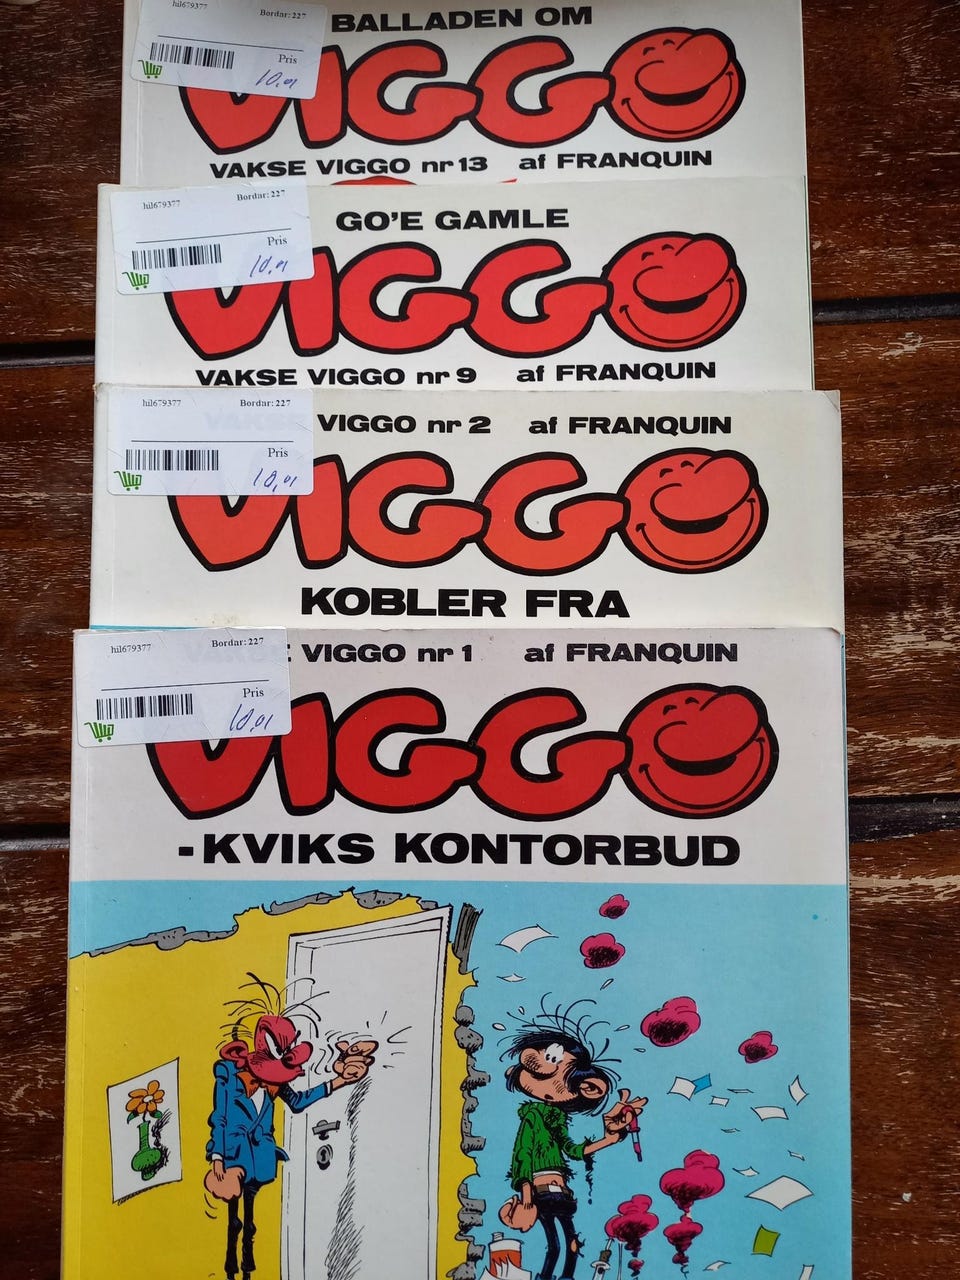 hil679377 Bordar: 227
Pris
10,01
BALLADEN OM
VIGGO
VAKSE VIGGO nr 13 af FRANQUIN
hil679377 Bordar: 227
Pris
10,01
GO'E GAMLE
VIGGO
VAKSE VIGGO nr 9 af FRANQUIN
hil679377 Bordar: 227
Pris
10,01
VAKSE VIGGO nr 2 af FRANQUIN
VIGGO
KOBLER FRA
hil679377 Bordar: 227
Pris
10,01
VAKSE VIGGO nr 1 af FRANQUIN
VIGGO
-KVIKS KONTORBUD